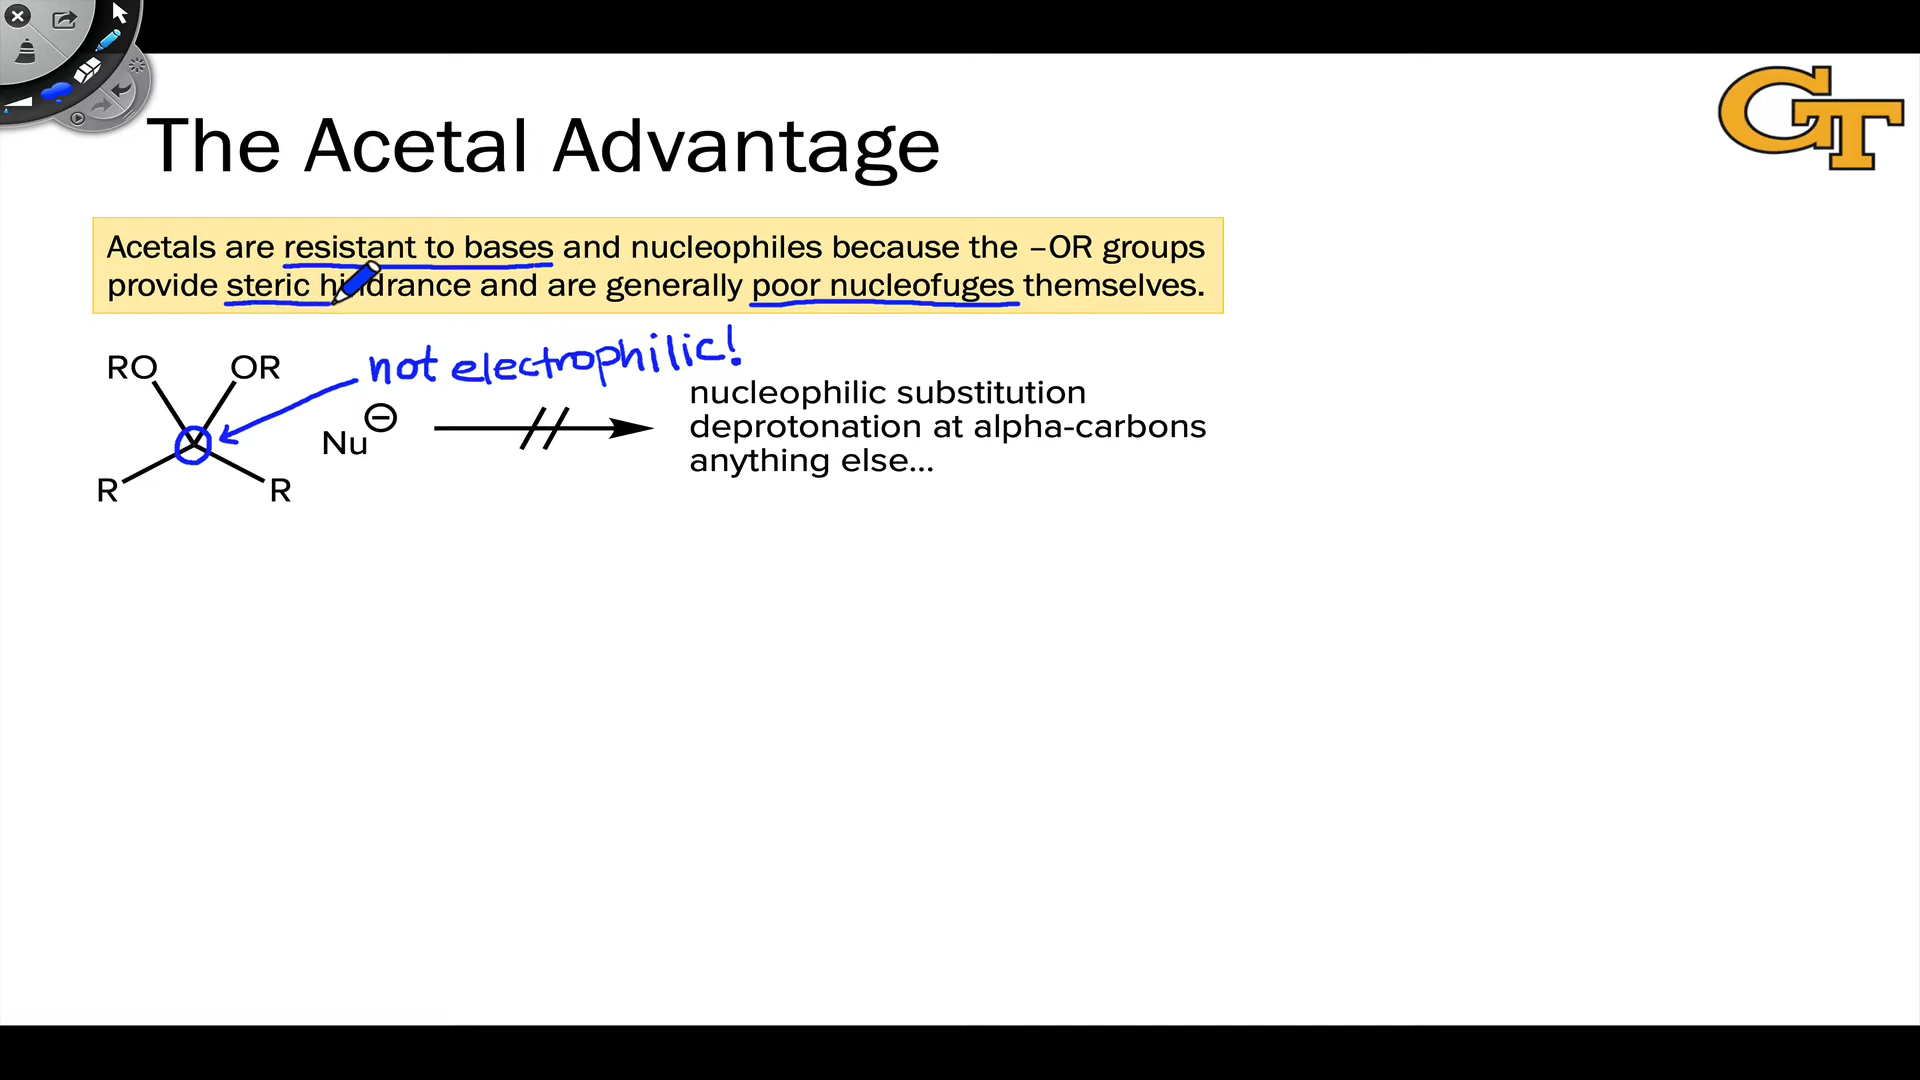 The Acetal Advantage
GT
Acetals are resistant to bases and nucleophiles because the –OR groups
provide steric hindrance and are generally poor nucleofuges themselves.
not electrophilic!
RO OR
Nu⊖
R R
nucleophilic substitution
deprotonation at alpha-carbons
anything else...